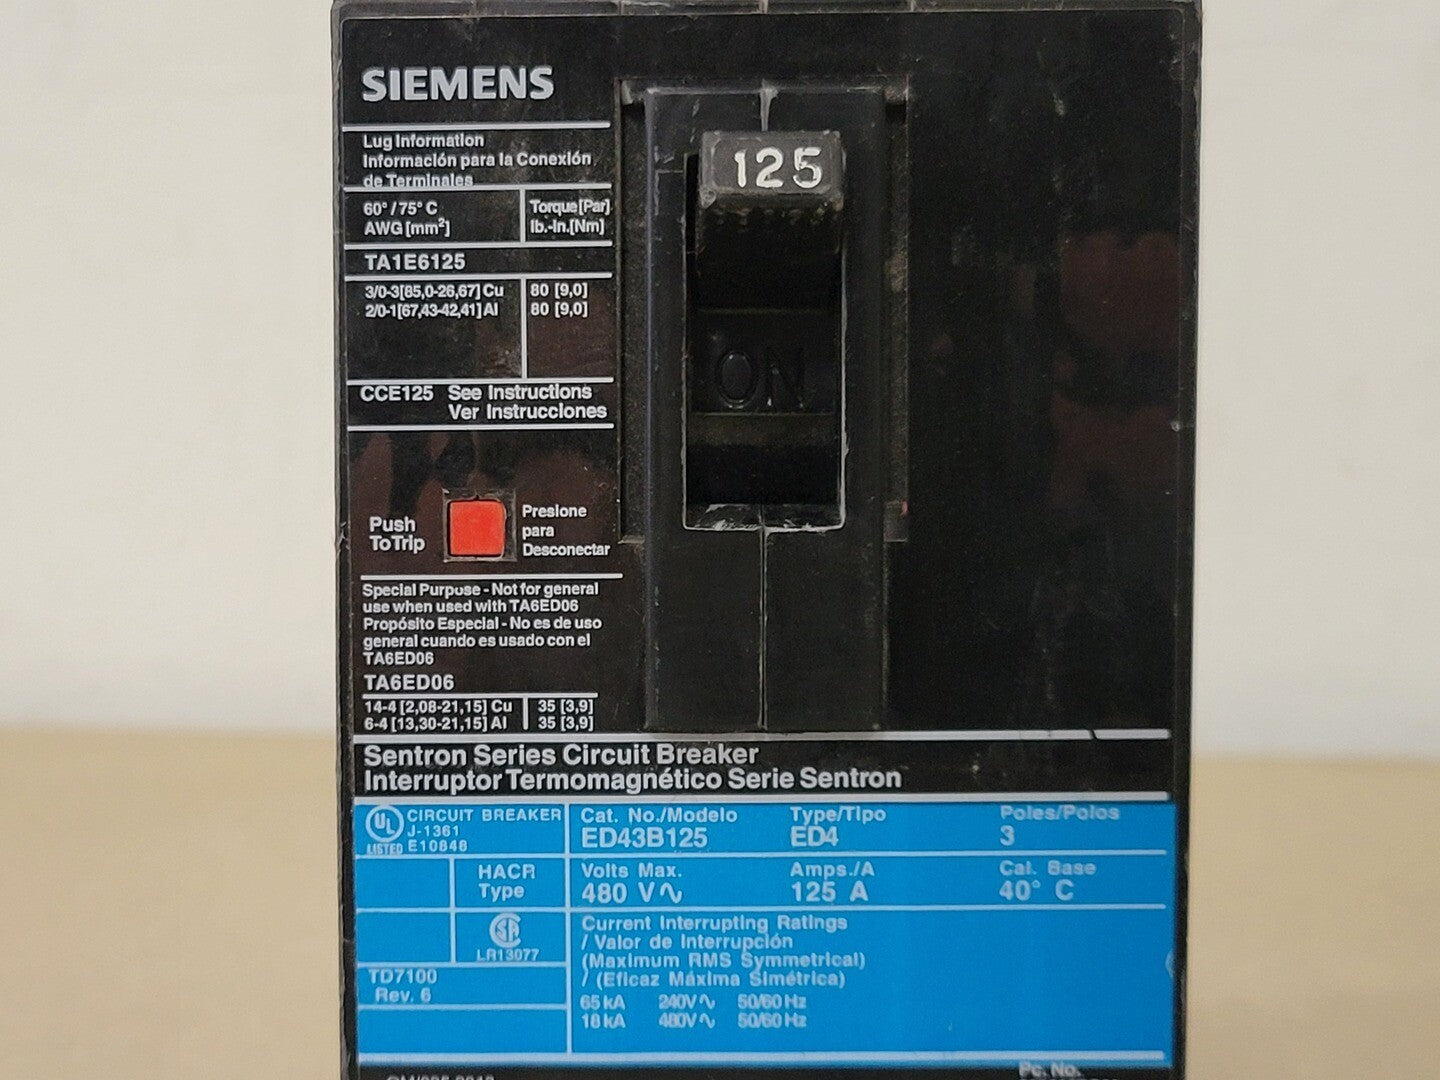 SIEMENS
125
Lug Information
Información para la Conexión
de Terminales
60° / 75° C
AWG [mm²]
Torque [Par]
lb.-in. [Nm]
TA1E6125
3/0-3[85,0-26,67] Cu 80 [9,0]
2/0-1[67,43-42,41] Al 80 [9,0]
ON
CCE125 See Instructions
Ver Instrucciones
Push
To Trip
Presione
para
Desconectar
Special Purpose - Not for general
use when used with TA6ED06
Propósito Especial - No es de uso
general cuando es usado con el
TA6ED06
TA6ED06
14-4 [2,08-21,15] Cu 35 [3,9]
6-4 [13,30-21,15] Al 35 [3,9]
Sentron Series Circuit Breaker
Interruptor Termomagnético Serie Sentron
UL
LISTED
CIRCUIT BREAKER
J-1361
E10848
Cat. No./Modelo
ED43B125
Type/Tipo
ED4
Poles/Polos
3
HACR
Type
Volts Max.
480 V∿
Amps./A
125 A
Cal. Base
40° C
LR13077
TD7100
Rev. 6
Current Interrupting Ratings
/ Valor de Interrupción
(Maximum RMS Symmetrical)
/ (Eficaz Máxima Simétrica)
65 kA 240V∿ 50/60 Hz
18 kA 480V∿ 50/60 Hz
Pc. No.